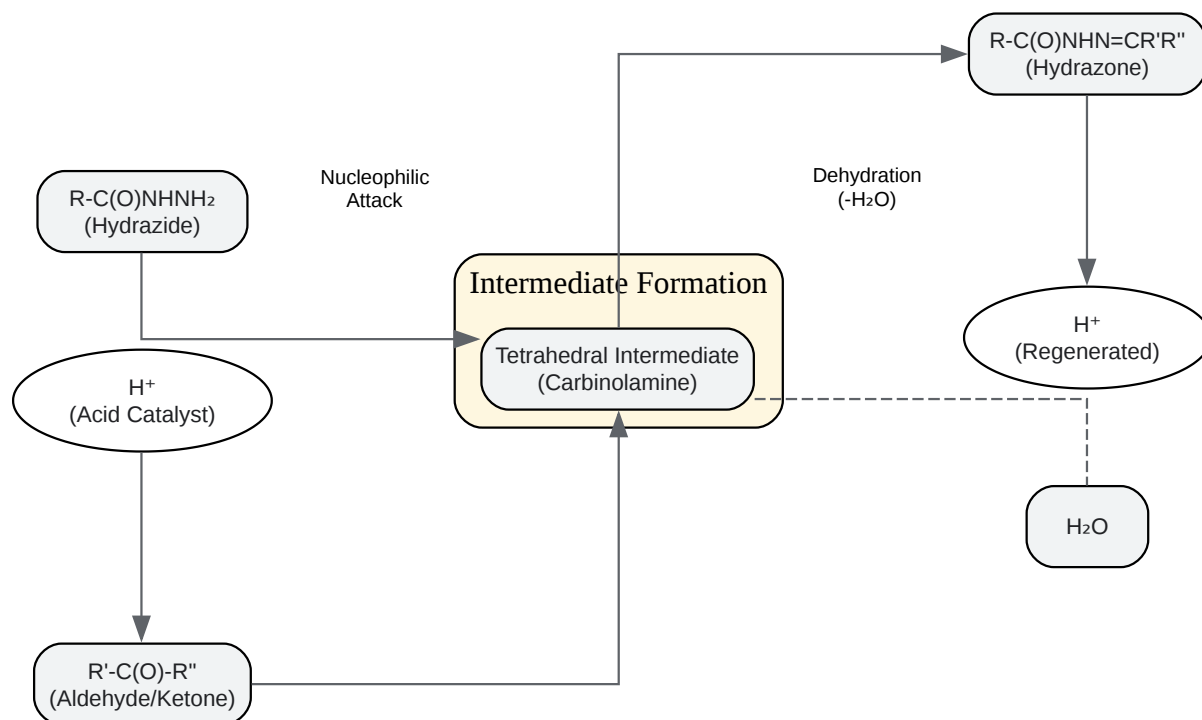 R-C(O)NHN=CR'R"
(Hydrazone)
R-C(O)NHNH₂
(Hydrazide)
Nucleophilic
Attack
Dehydration
(-H₂O)
Intermediate Formation
Tetrahedral Intermediate
(Carbinolamine)
H⁺
(Regenerated)
H⁺
(Acid Catalyst)
H₂O
R'-C(O)-R"
(Aldehyde/Ketone)